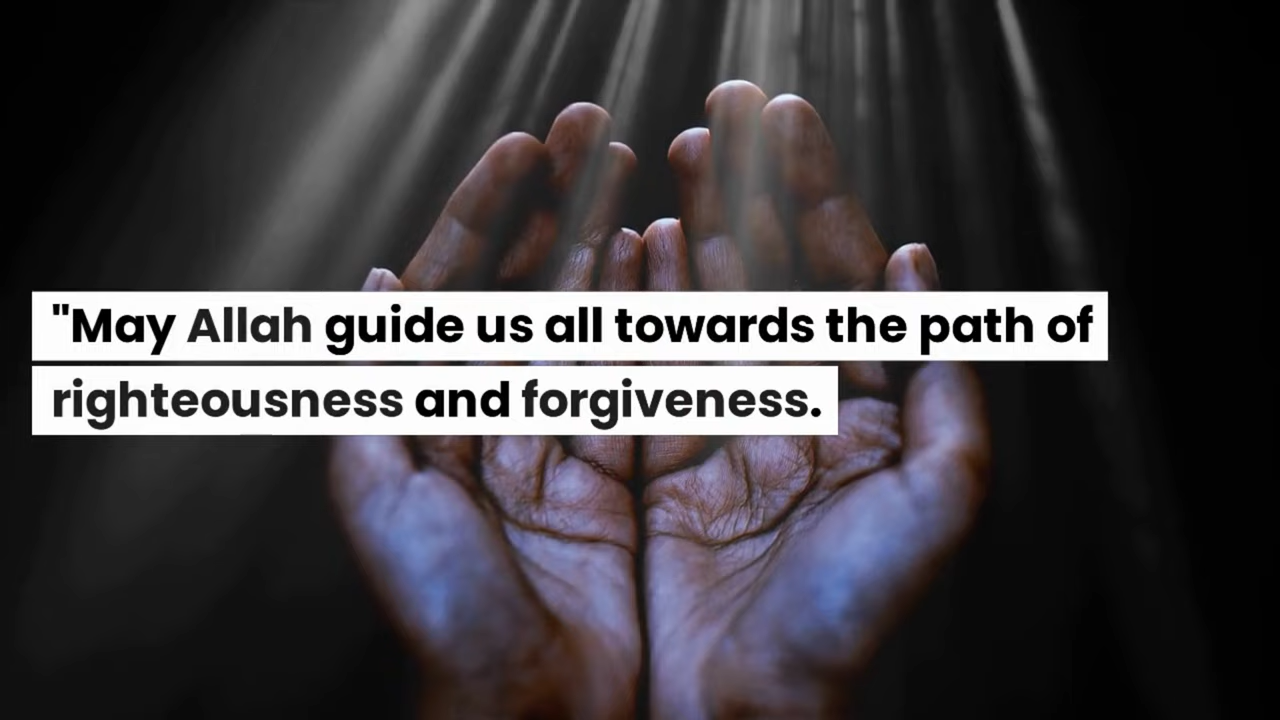 "May Allah guide us all towards the path of
righteousness and forgiveness.